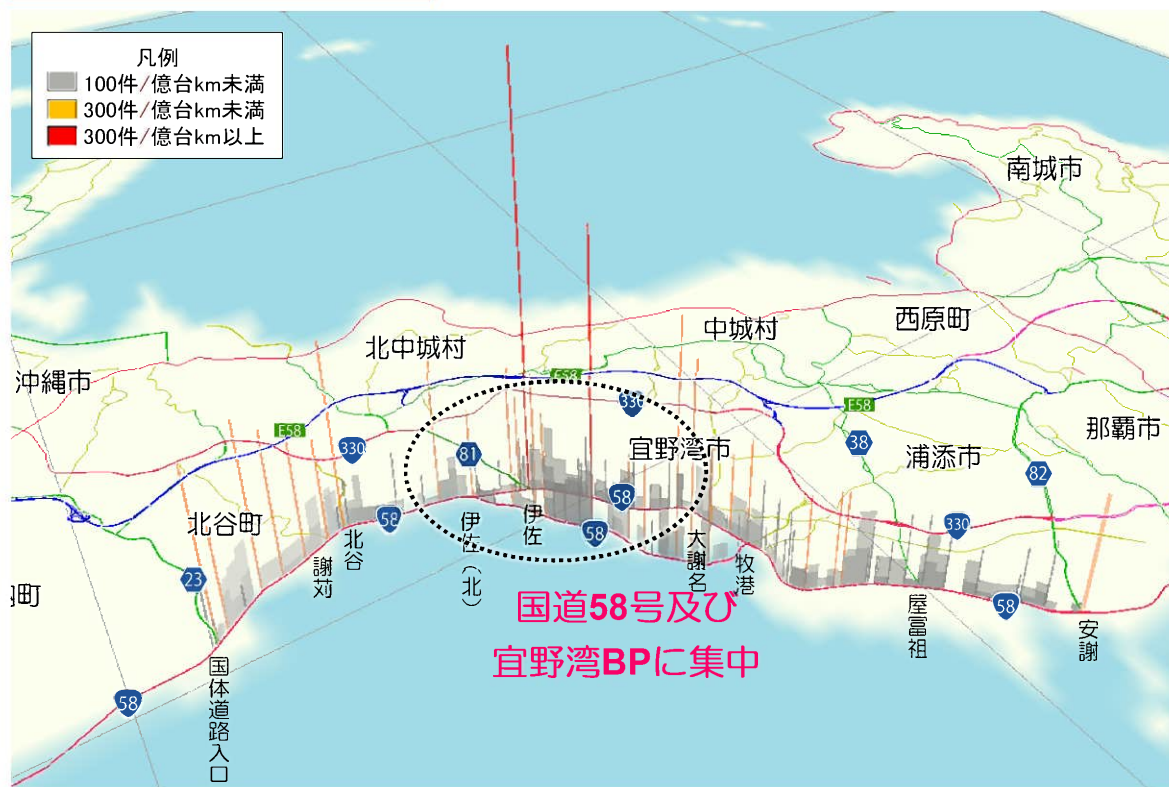 凡例
100件/億台km未満
300件/億台km未満
300件/億台km以上
南城市
西原町
中城村
北中城村
沖縄市
E58
E58
E58
330
330
那覇市
宜野湾市
浦添市
38
82
81
330
58
58
58
58
北谷町
23
町
58
北谷
謝苅
伊佐(北)
伊佐
大謝名
牧港
屋富祖
安謝
国体道路入口
国道58号及び
宜野湾BPに集中